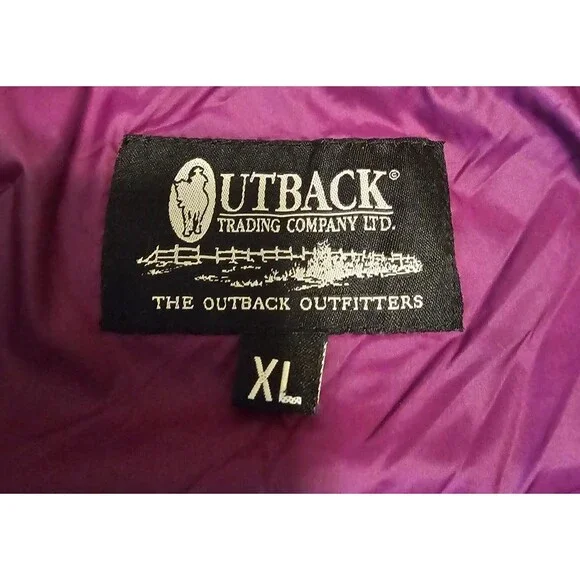 OUTBACK©
TRADING COMPANY LTD.
THE OUTBACK OUTFITTERS
XL